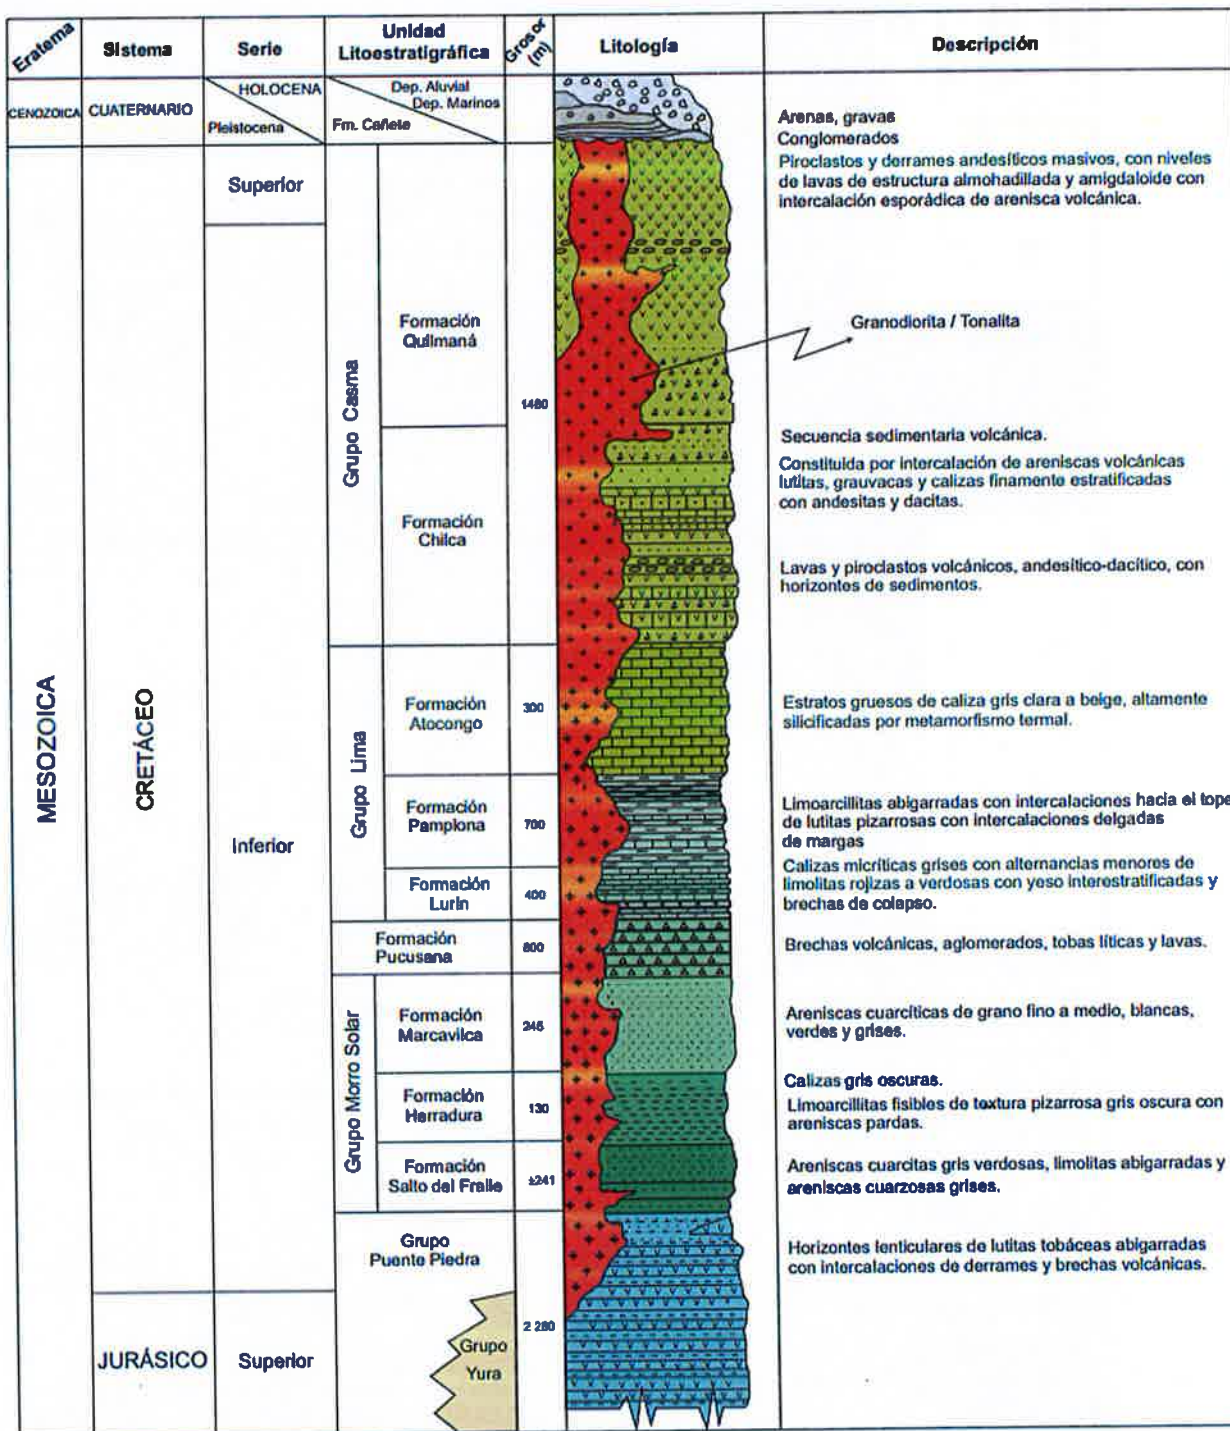 Eratema
Sistema
Serie
Unidad
Litoestratigráfica
Grosor
(m)
Litología
Descripción
CENOZOICA
CUATERNARIO
HOLOCENA
Pleistocena
Dep. Aluvial
Dep. Marinos
Fm. Cañete
Arenas, gravas
Conglomerados
MESOZOICA
CRETÁCEO
Superior
Inferior
Grupo Casma
Formación
Quilmaná
1480
Piroclastos y derrames andesíticos masivos, con niveles
de lavas de estructura almohadillada y amigdaloide con
intercalación esporádica de arenisca volcánica.
Granodiorita / Tonalita
Formación
Chilca
Secuencia sedimentaria volcánica.
Constituida por intercalación de areniscas volcánicas
lutitas, grauvacas y calizas finamente estratificadas
con andesitas y dacitas.
Lavas y piroclastos volcánicos, andesítico-dacítico, con
horizontes de sedimentos.
Grupo Lima
Formación
Atocongo
300
Estratos gruesos de caliza gris clara a beige, altamente
silicificadas por metamorfismo termal.
Formación
Pamplona
700
Limoarcillitas abigarradas con intercalaciones hacia el tope
de lutitas pizarrosas con intercalaciones delgadas
de margas
Formación
Lurín
400
Calizas micríticas grises con alternancias menores de
limolitas rojizas a verdosas con yeso interestratificadas y
brechas de colapso.
Formación
Pucusana
800
Brechas volcánicas, aglomerados, tobas líticas y lavas.
Grupo Morro Solar
Formación
Marcavilca
245
Areniscas cuarcíticas de grano fino a medio, blancas,
verdes y grises.
Formación
Herradura
130
Calizas gris oscuras.
Limoarcillitas fisibles de textura pizarrosa gris oscura con
areniscas pardas.
Formación
Salto del Fraile
±241
Areniscas cuarcitas gris verdosas, limolitas abigarradas y
areniscas cuarzosas grises.
Grupo
Puente Piedra
2 280
Horizontes lenticulares de lutitas tobáceas abigarradas
con intercalaciones de derrames y brechas volcánicas.
JURÁSICO
Superior
Grupo
Yura